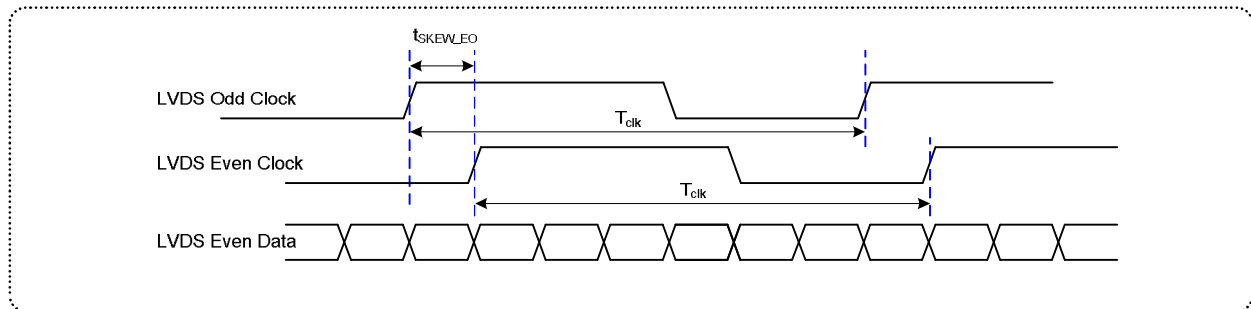 tSKEW_EO
LVDS Odd Clock
Tclk
LVDS Even Clock
Tclk
LVDS Even Data